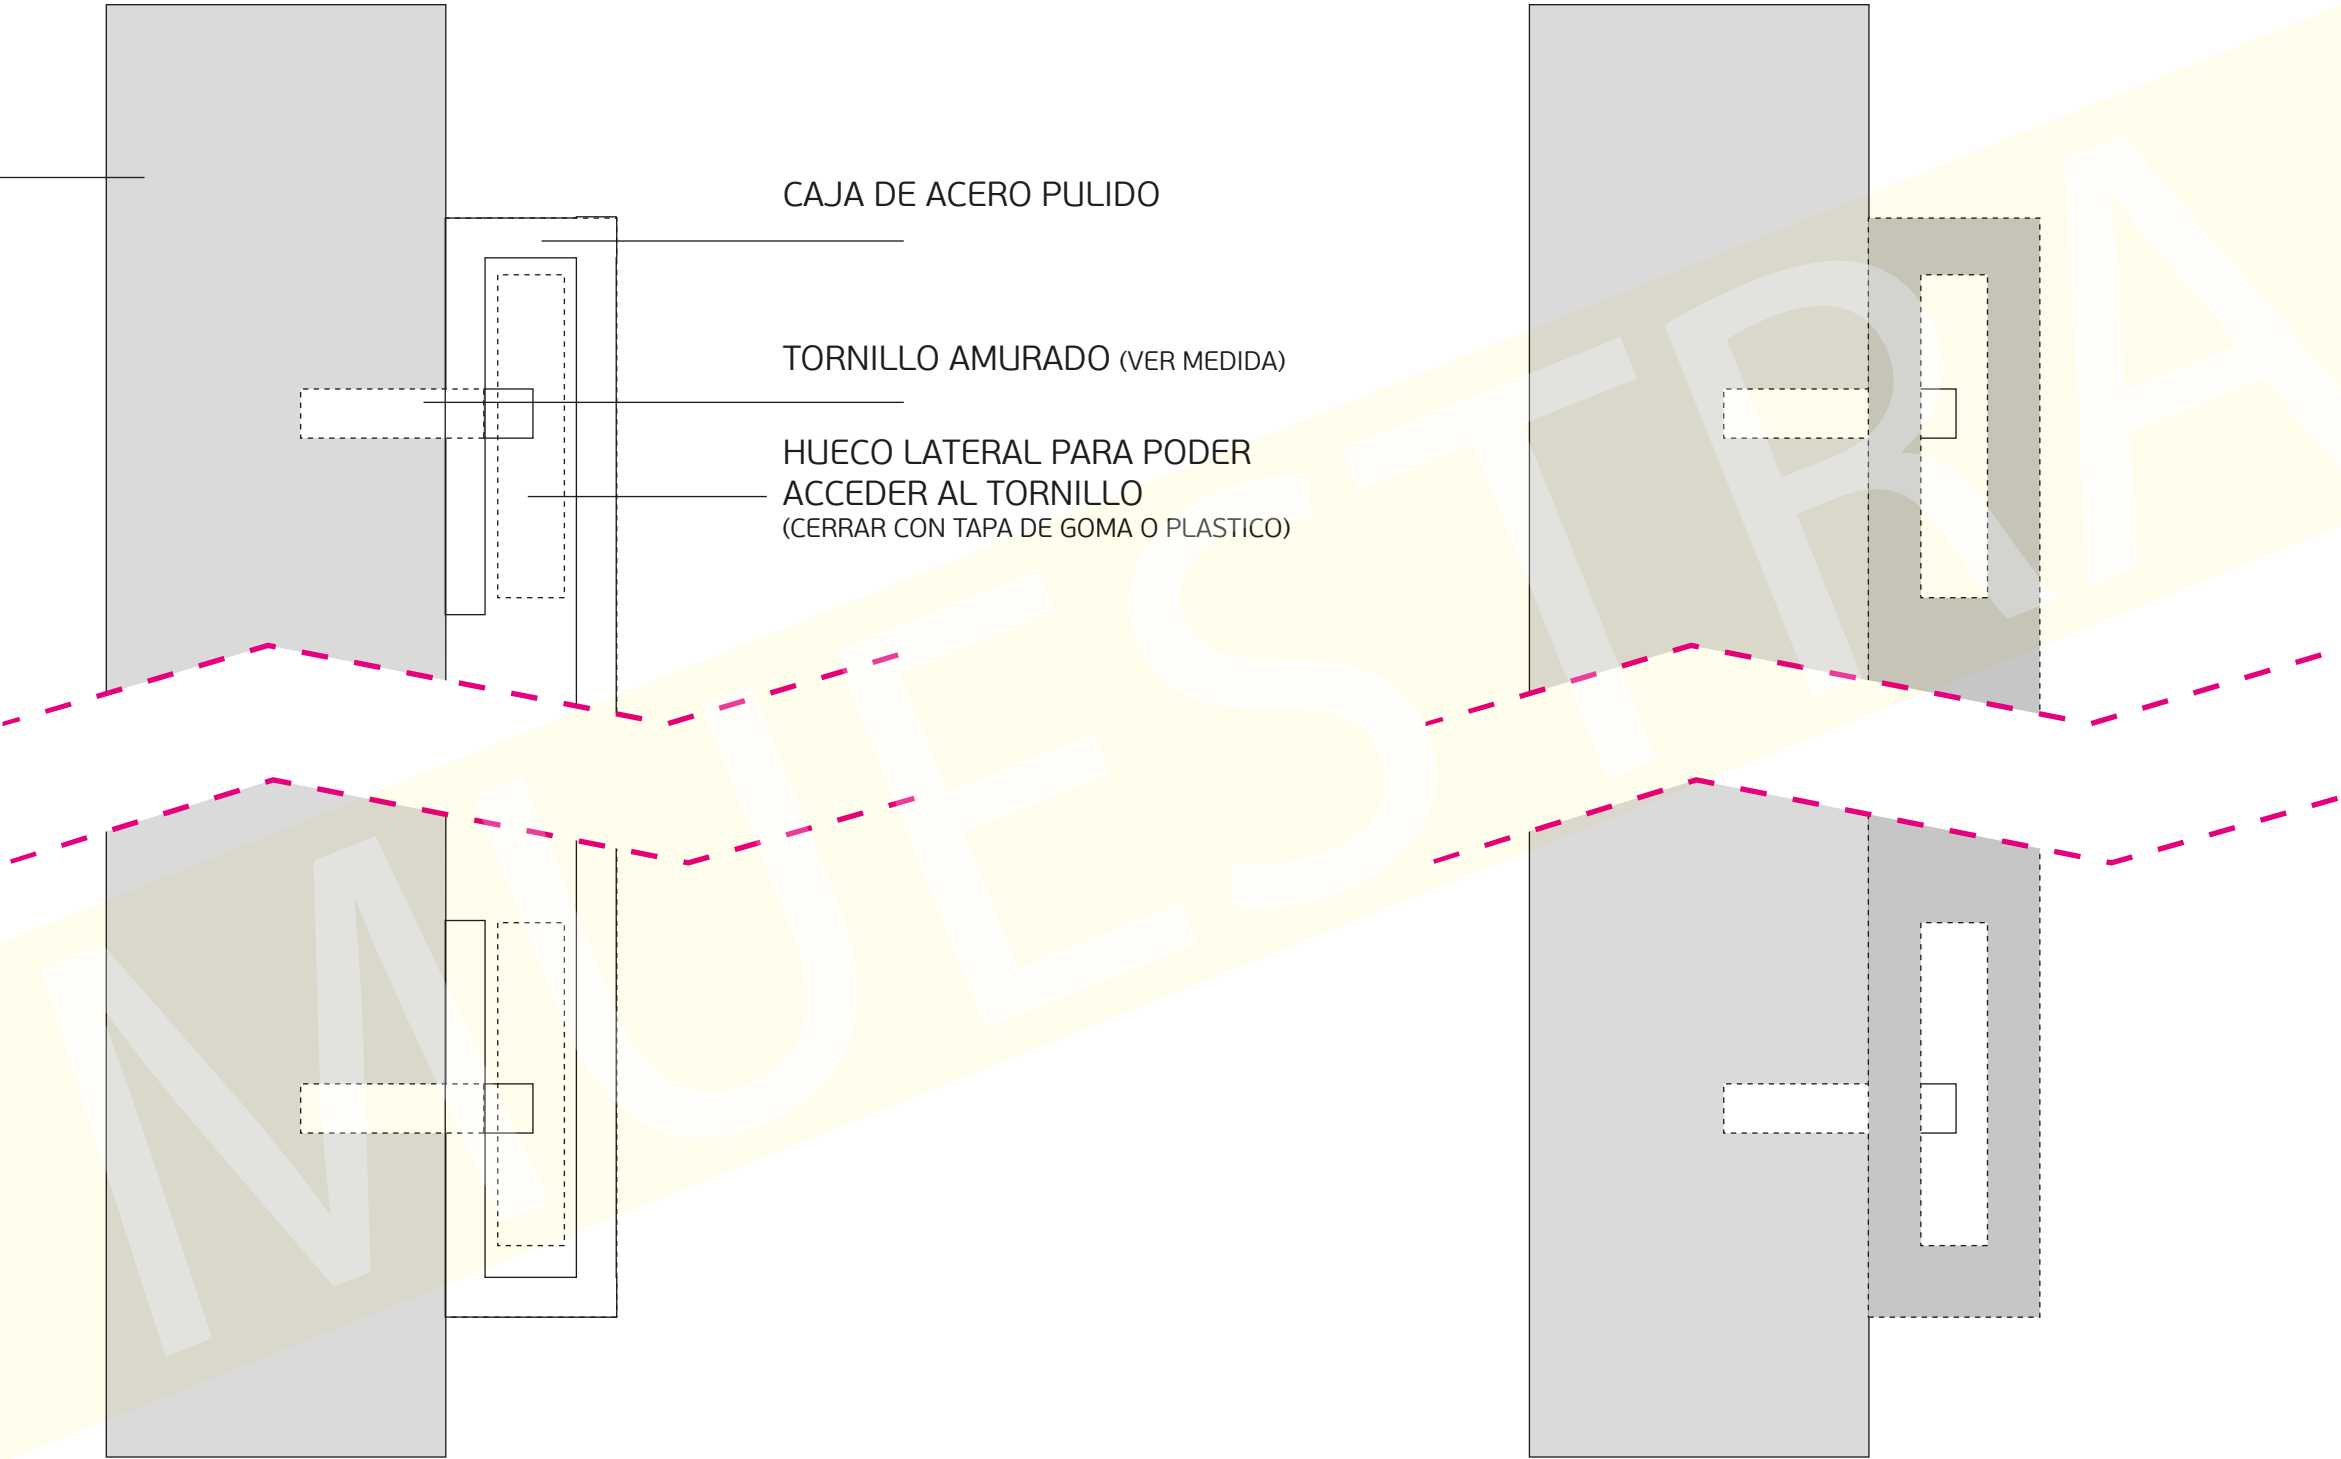 CAJA DE ACERO PULIDO
TORNILLO AMURADO (VER MEDIDA)
HUECO LATERAL PARA PODER
ACCEDER AL TORNILLO
(CERRAR CON TAPA DE GOMA O PLASTICO)
MUESTRA